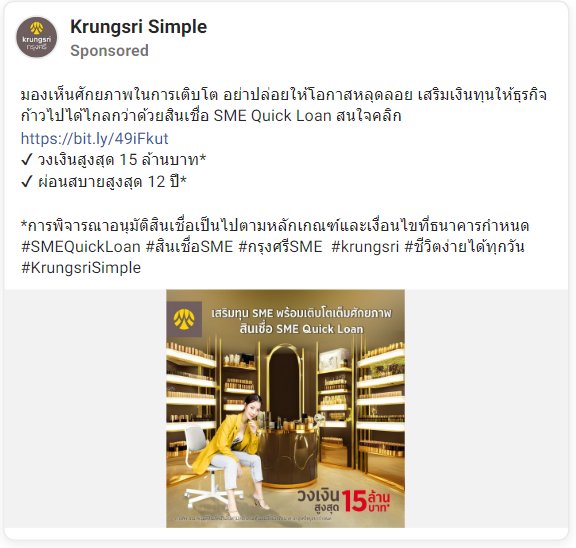 krungsri
กรุงศรี
Krungsri Simple
Sponsored
มองเห็นศักยภาพในการเติบโต อย่าปล่อยให้โอกาสหลุดลอย เสริมเงินทุนให้ธุรกิจ
ก้าวไปได้ไกลกว่าด้วยสินเชื่อ SME Quick Loan สนใจคลิก
https://bit.ly/49iFkut
✓ วงเงินสูงสุด 15 ล้านบาท*
✓ ผ่อนสบายสูงสุด 12 ปี*
*การพิจารณาอนุมัติสินเชื่อเป็นไปตามหลักเกณฑ์และเงื่อนไขที่ธนาคารกำหนด
#SMEQuickLoan #สินเชื่อSME #กรุงศรีSME #krungsri #ชีวิตง่ายได้ทุกวัน
#KrungsriSimple
เสริมทุน SME พร้อมเติบโตเต็มศักยภาพ
สินเชื่อ SME Quick Loan
วงเงิน
สูงสุด 15 ล้าน
บาท*